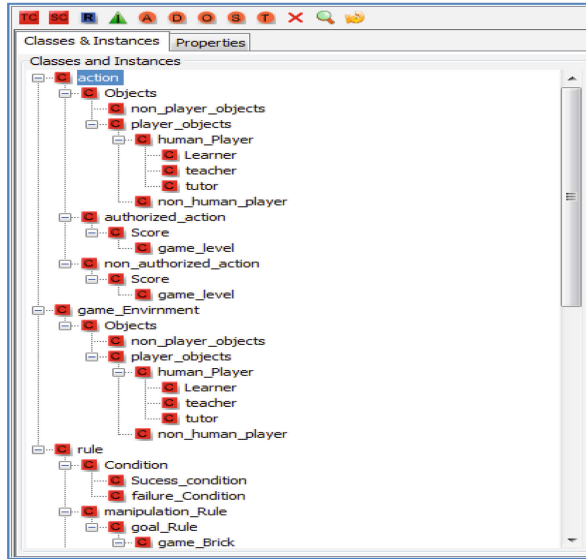 TC SC R A A D O S T
Classes & Instances Properties
Classes and Instances
C action
C Objects
C non_player_objects
C player_objects
C human_Player
C Learner
C teacher
C tutor
C non_human_player
C authorized_action
C Score
C game_level
C non_authorized_action
C Score
C game_level
C game_Envirnment
C Objects
C non_player_objects
C player_objects
C human_Player
C Learner
C teacher
C tutor
C non_human_player
C rule
C Condition
C Sucess_condition
C failure_Condition
C manipulation_Rule
C goal_Rule
C game_Brick